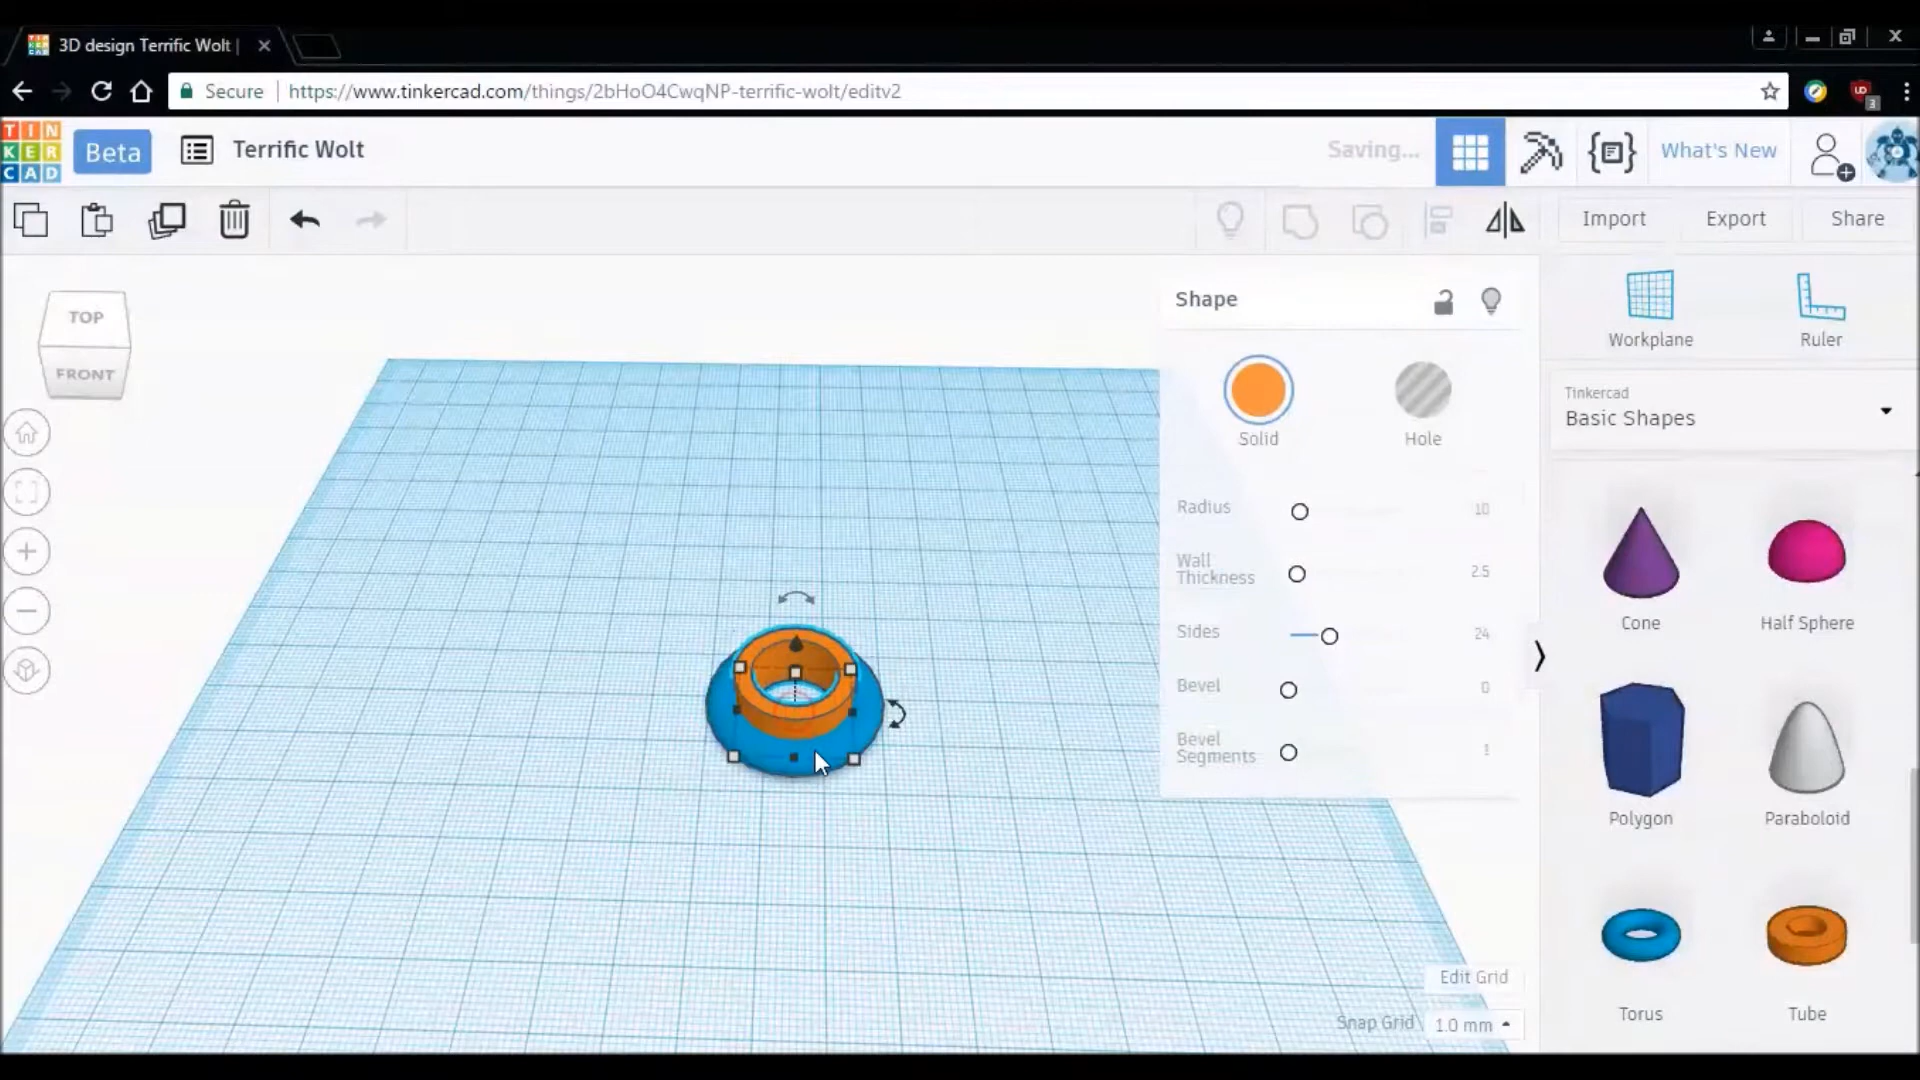 3D design Terrific Wolt |
Secure
https://www.tinkercad.com/things/2bHoO4CwqNP-terrific-wolt/editv2
UD
3
TIN
KER
CAD
Beta
Terrific Wolt
Saving...
What's New
Import
Export
Share
TOP
FRONT
Shape
Solid
Hole
Radius
10
Wall
Thickness
2.5
Sides
24
Bevel
0
Bevel
Segments
1
Workplane
Ruler
Tinkercad
Basic Shapes
Cone
Half Sphere
Polygon
Paraboloid
Torus
Tube
Edit Grid
Snap Grid
1.0 mm